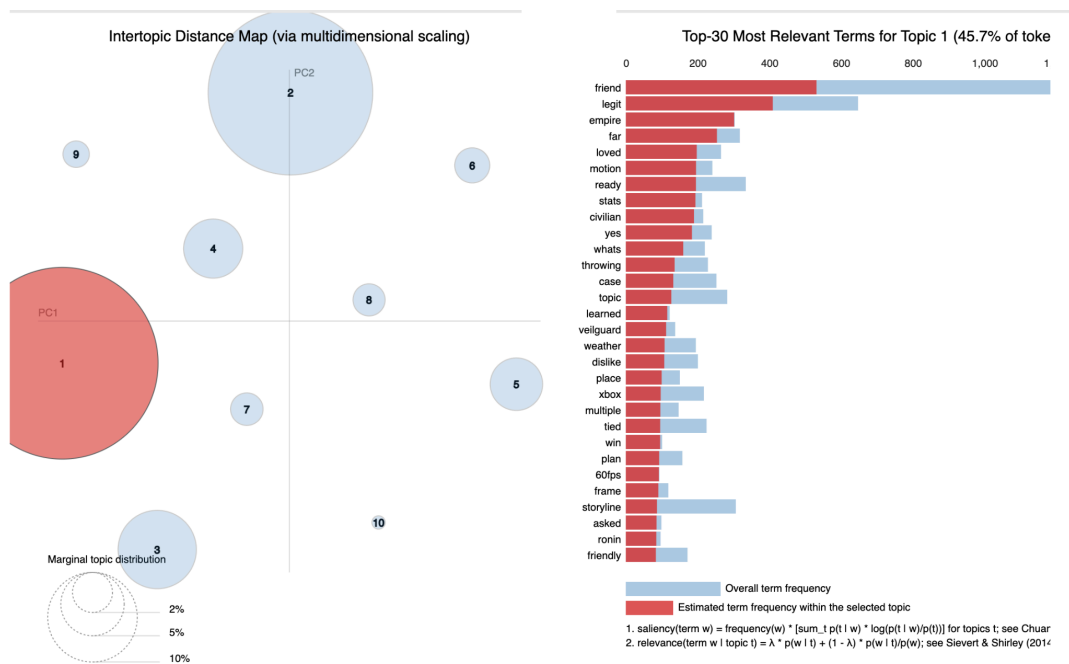 Intertopic Distance Map (via multidimensional scaling)
PC2
2
9
6
4
8
PC1
1
5
7
10
3
Marginal topic distribution
2%
5%
10%
Top-30 Most Relevant Terms for Topic 1 (45.7% of toke
0 200 400 600 800 1,000 1
friend
legit
empire
far
loved
motion
ready
stats
civilian
yes
whats
throwing
case
topic
learned
veilguard
weather
dislike
place
xbox
multiple
tied
win
plan
60fps
frame
storyline
asked
ronin
friendly
Overall term frequency
Estimated term frequency within the selected topic
1. saliency(term w) = frequency(w) * [sum_t p(t | w) * log(p(t | w)/p(t))] for topics t; see Chuar
2. relevance(term w | topic t) = λ * p(w | t) + (1 - λ) * p(w | t)/p(w); see Sievert & Shirley (2014